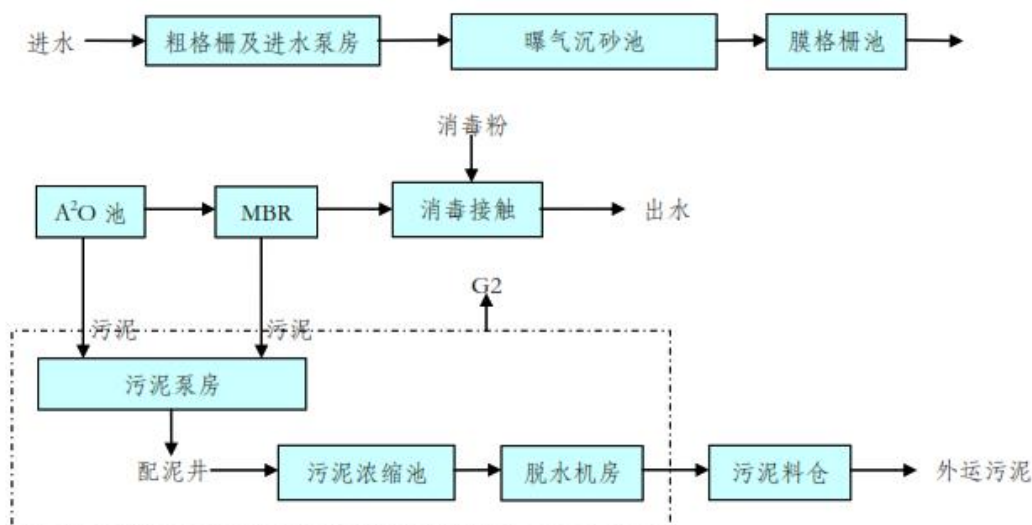 进水 粗格栅及进水泵房 曝气沉砂池 膜格栅池
消毒粉
A²O 池 MBR 消毒接触 出水
G2
污泥 污泥
污泥泵房
配泥井 污泥浓缩池 脱水机房 污泥料仓 外运污泥